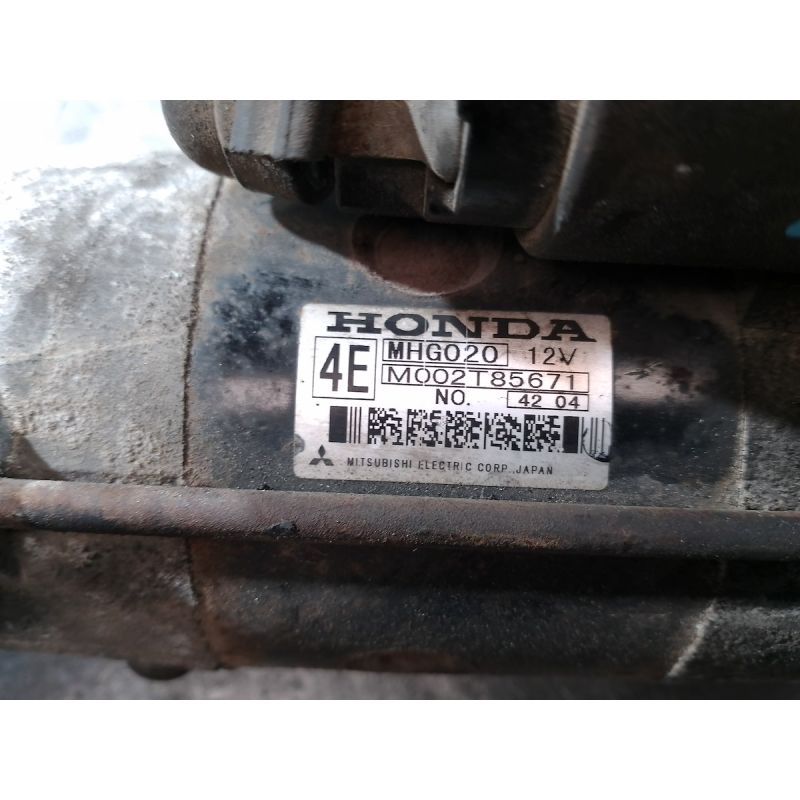 HONDA
4E MHG020 12V
M002T85671
NO. 42 04
MITSUBISHI ELECTRIC CORP., JAPAN